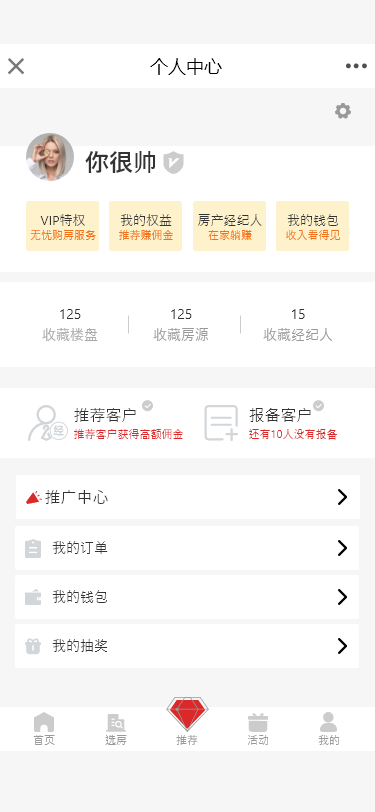 个人中心
你很帅
VIP特权
无忧购房服务
我的权益
推荐赚佣金
房产经纪人
在家躺赚
我的钱包
收入看得见
125
收藏楼盘
125
收藏房源
15
收藏经纪人
经
推荐客户
推荐客户获得高额佣金
报备客户
还有10人没有报备
推广中心
我的订单
我的钱包
我的抽奖
首页
选房
推荐
活动
我的